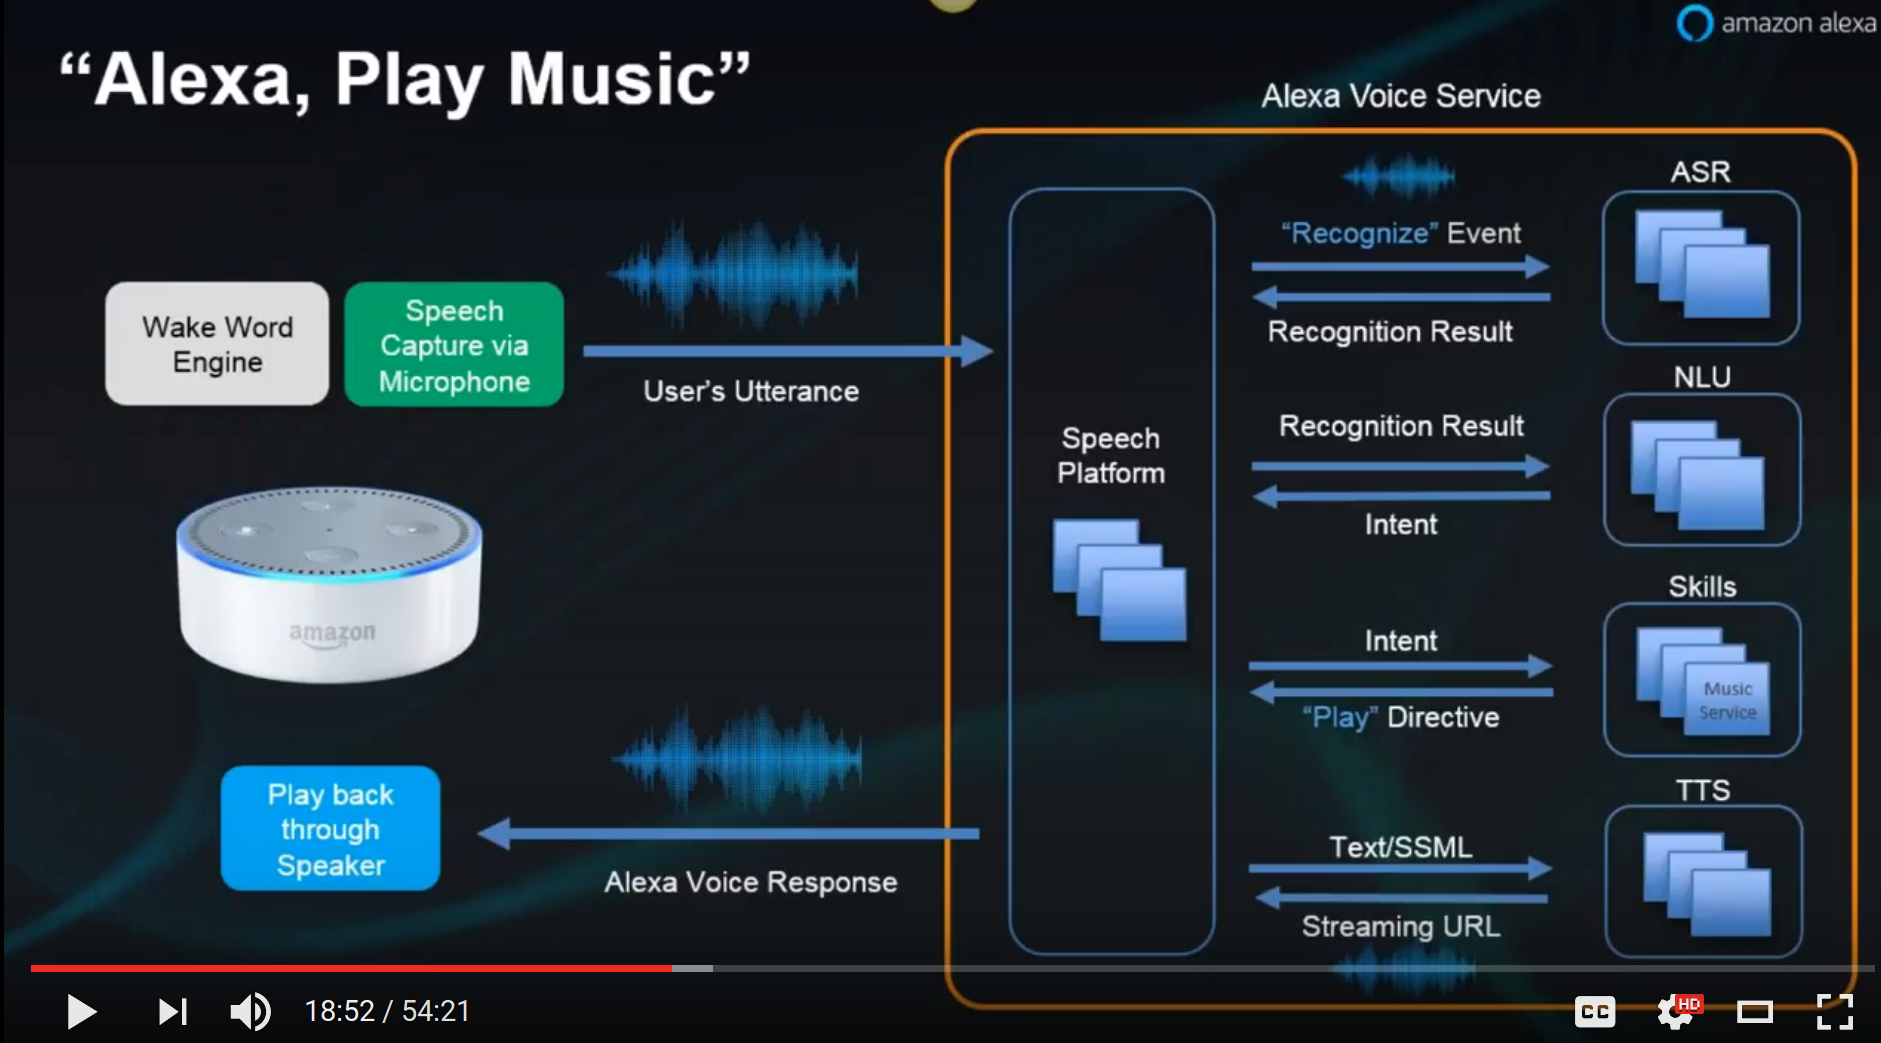 amazon alexa
“Alexa, Play Music”
Alexa Voice Service
ASR
“Recognize” Event
Recognition Result
Wake Word
Engine
Speech
Capture via
Microphone
User’s Utterance
NLU
Recognition Result
Intent
Speech
Platform
Skills
Intent
“Play” Directive
Music
Service
amazon
TTS
Text/SSML
Streaming URL
Play back
through
Speaker
Alexa Voice Response
18:52 / 54:21
CC
HD